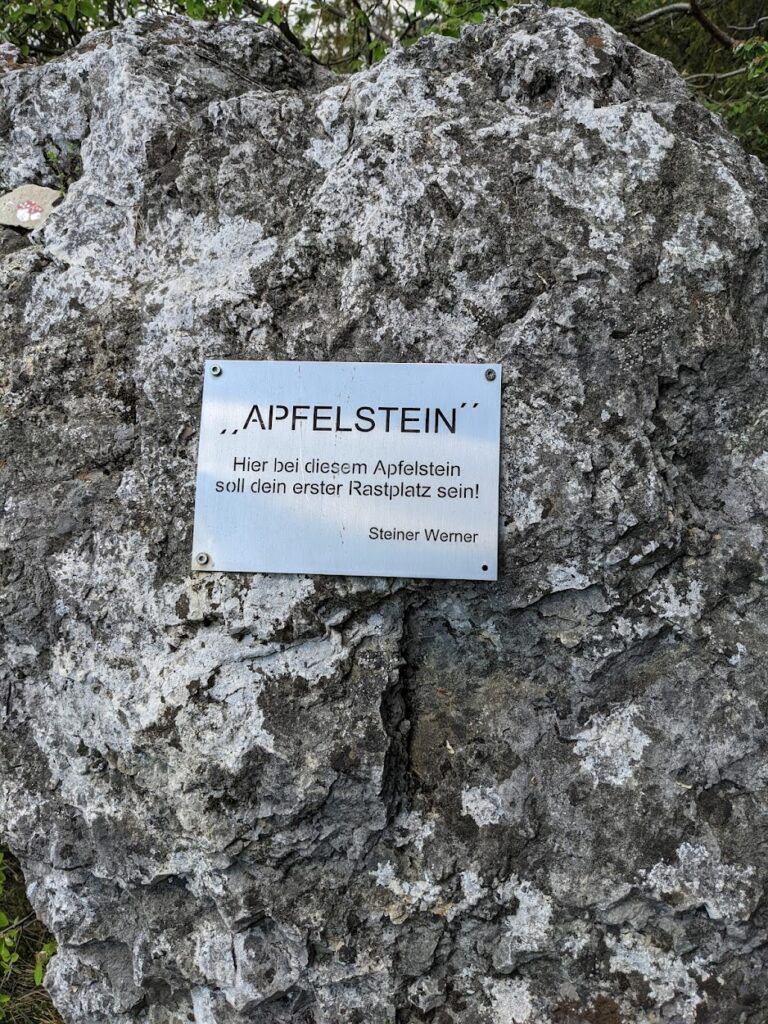 ,,APFELSTEIN´´
Hier bei diesem Apfelstein
soll dein erster Rastplatz sein!
Steiner Werner